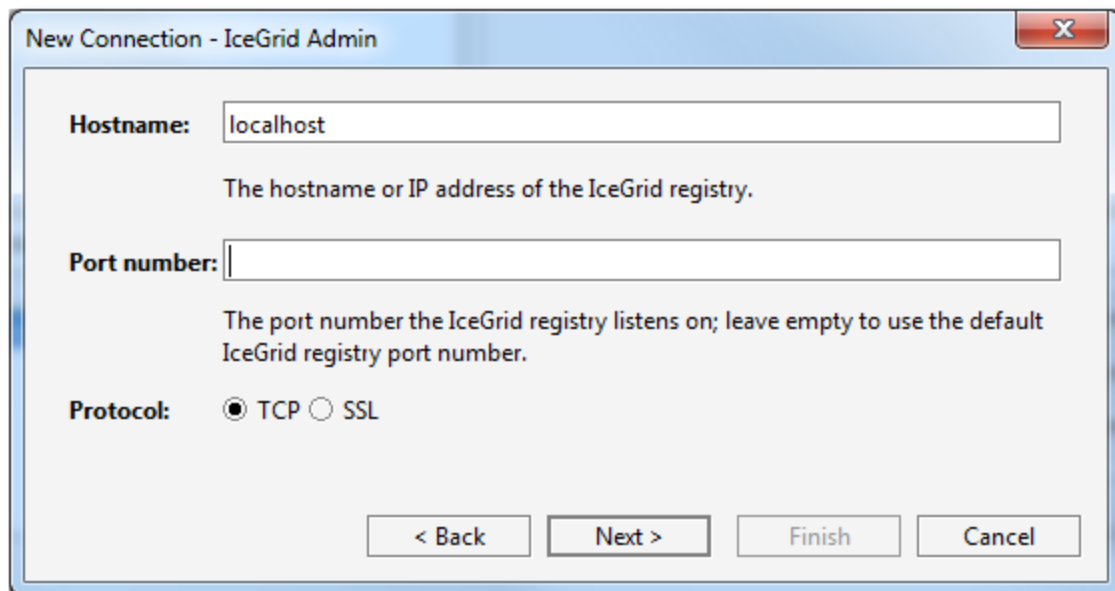 New Connection - IceGrid Admin
Hostname: localhost
The hostname or IP address of the IceGrid registry.
Port number:
The port number the IceGrid registry listens on; leave empty to use the default
IceGrid registry port number.
Protocol: TCP SSL
< Back Next > Finish Cancel